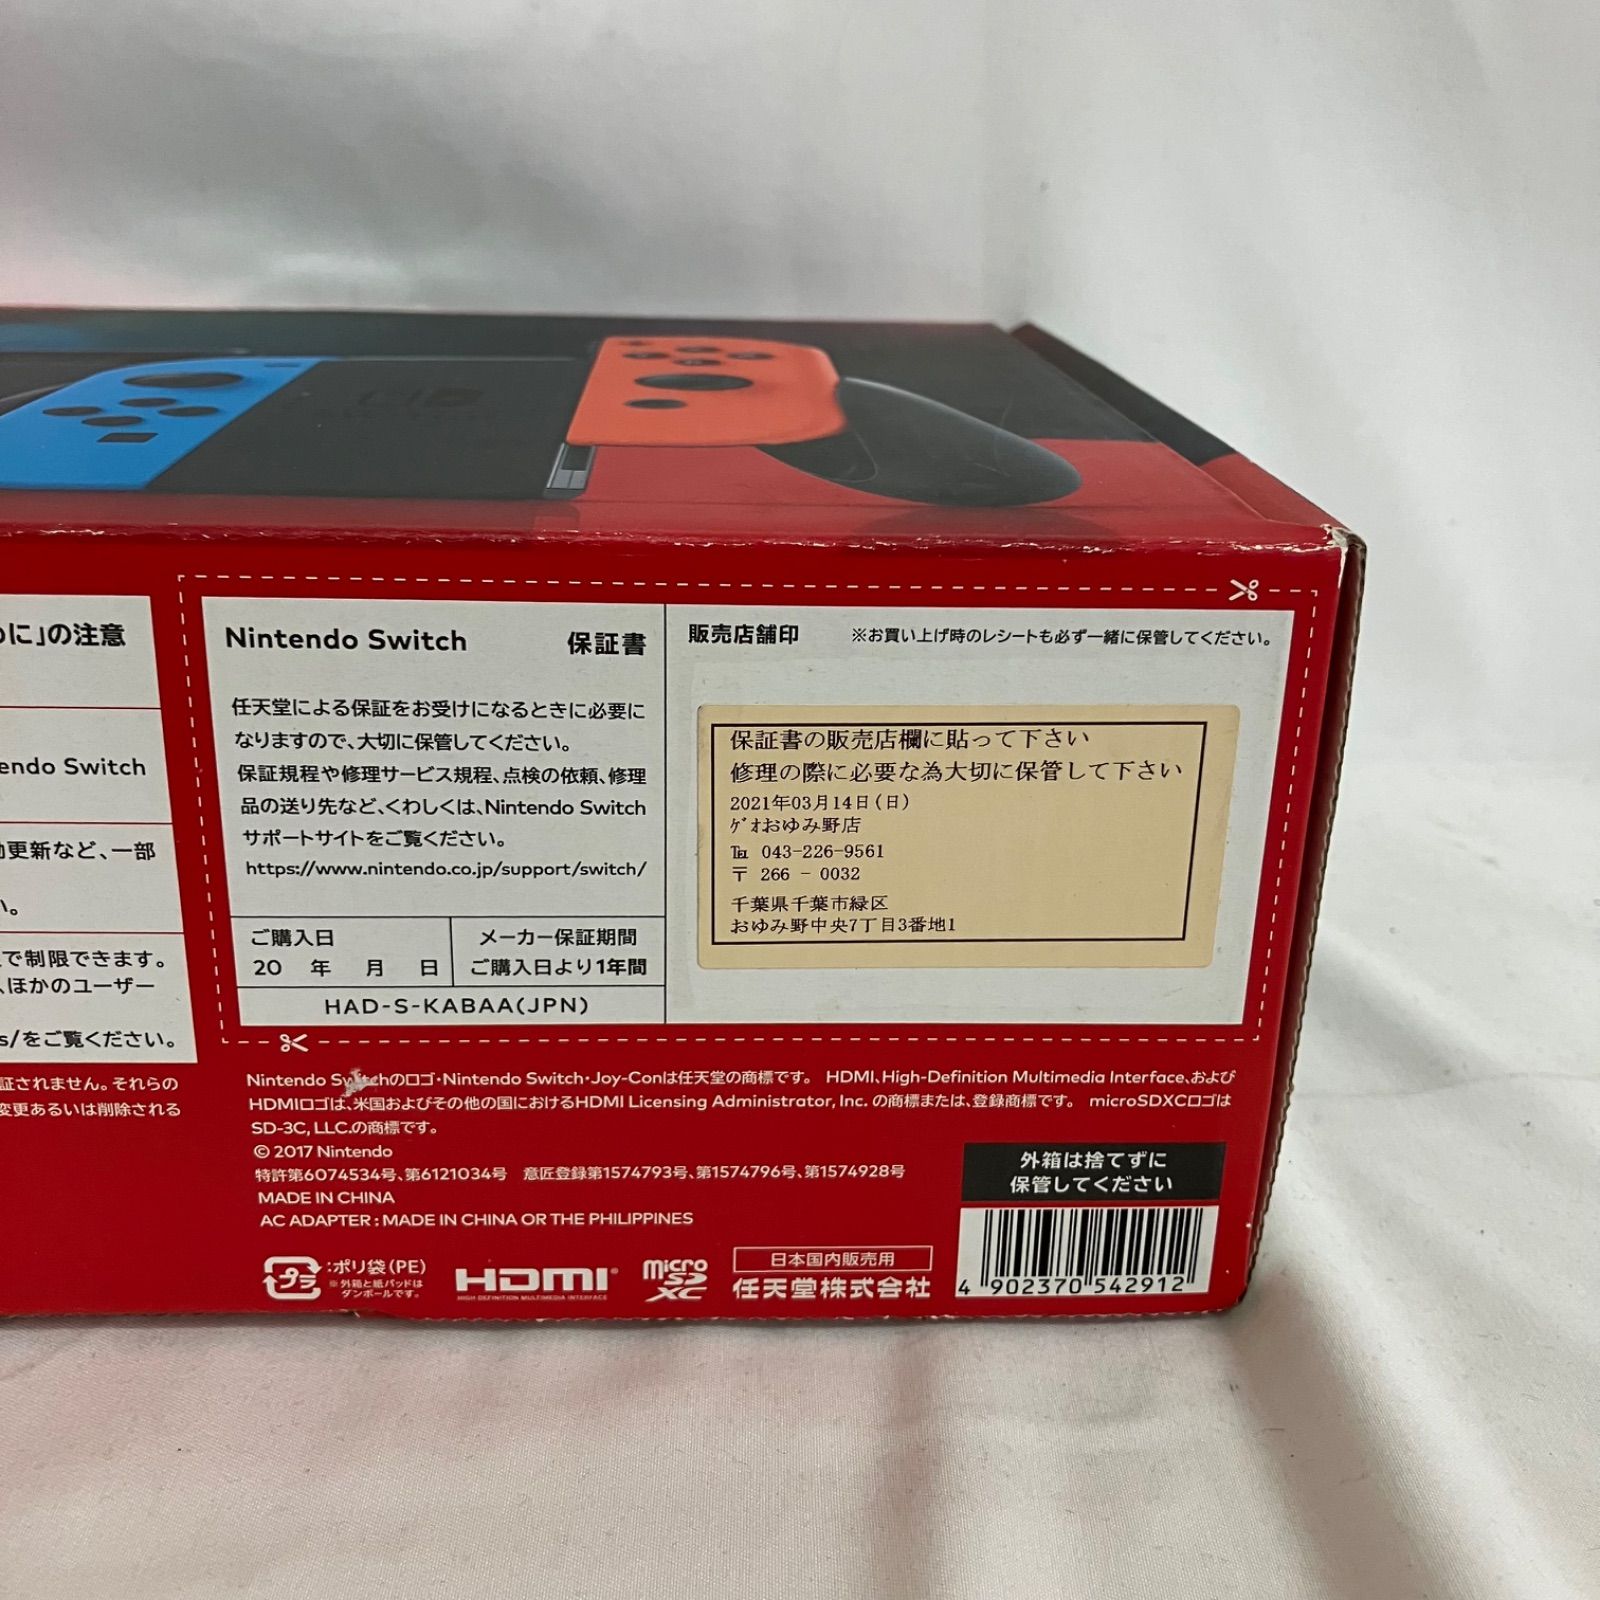 に」の注意
endo Switch
更新など、一部
い。
で制限できます。
、ほかのユーザー
s/をご覧ください。
証されません。それらの
変更あるいは削除される
Nintendo Switch 保証書
任天堂による保証をお受けになるときに必要に
なりますので、大切に保管してください。
保証規程や修理サービス規程、点検の依頼、修理
品の送り先など、くわしくは、Nintendo Switch
サポートサイトをご覧ください。
https://www.nintendo.co.jp/support/switch/
ご購入日 メーカー保証期間
20 年 月 日 ご購入日より1年間
HAD-S-KABAA(JPN)
販売店舗印 ※お買い上げ時のレシートも必ず一緒に保管してください。
保証書の販売店欄に貼って下さい
修理の際に必要な為大切に保管して下さい
2021年03月14日(日)
ｹﾞｵおゆみ野店
℡ 043-226-9561
〒 266 - 0032
千葉県千葉市緑区
おゆみ野中央7丁目3番地1
Nintendo Switchのロゴ・Nintendo Switch・Joy-Conは任天堂の商標です。 HDMI、High-Definition Multimedia Interface、および
HDMIロゴは、米国およびその他の国におけるHDMI Licensing Administrator, Inc. の商標または、登録商標です。 microSDXCロゴは
SD-3C, LLC.の商標です。
© 2017 Nintendo
特許第6074534号、第6121034号 意匠登録第1574793号、第1574796号、第1574928号
MADE IN CHINA
AC ADAPTER : MADE IN CHINA OR THE PHILIPPINES
プラ :ポリ袋(PE)
※外箱と紙パッドは
ダンボールです。
HDMI
HIGH-DEFINITION MULTIMEDIA INTERFACE
micro
SD
XC
日本国内販売用
任天堂株式会社
外箱は捨てずに
保管してください
4 902370 542912